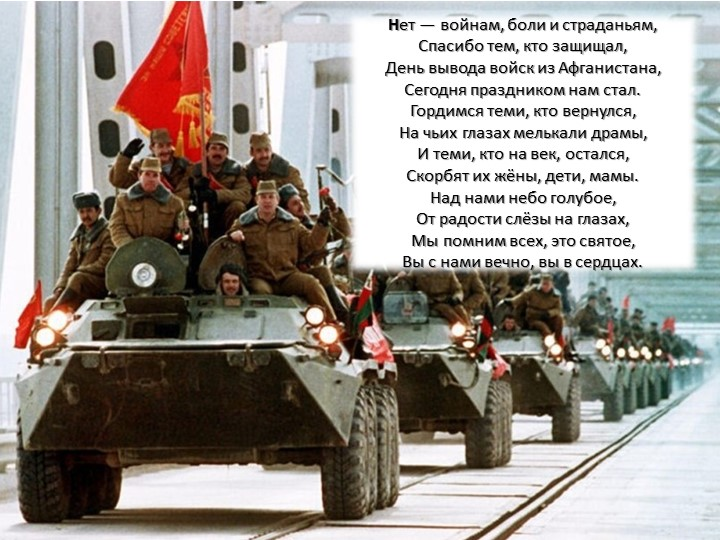 Нет — войнам, боли и страданьям,
Спасибо тем, кто защищал,
День вывода войск из Афганистана,
Сегодня праздником нам стал.
Гордимся теми, кто вернулся,
На чьих глазах мелькали драмы,
И теми, кто на век, остался,
Скорбят их жёны, дети, мамы.
Над нами небо голубое,
От радости слёзы на глазах,
Мы помним всех, это святое,
Вы с нами вечно, вы в сердцах.